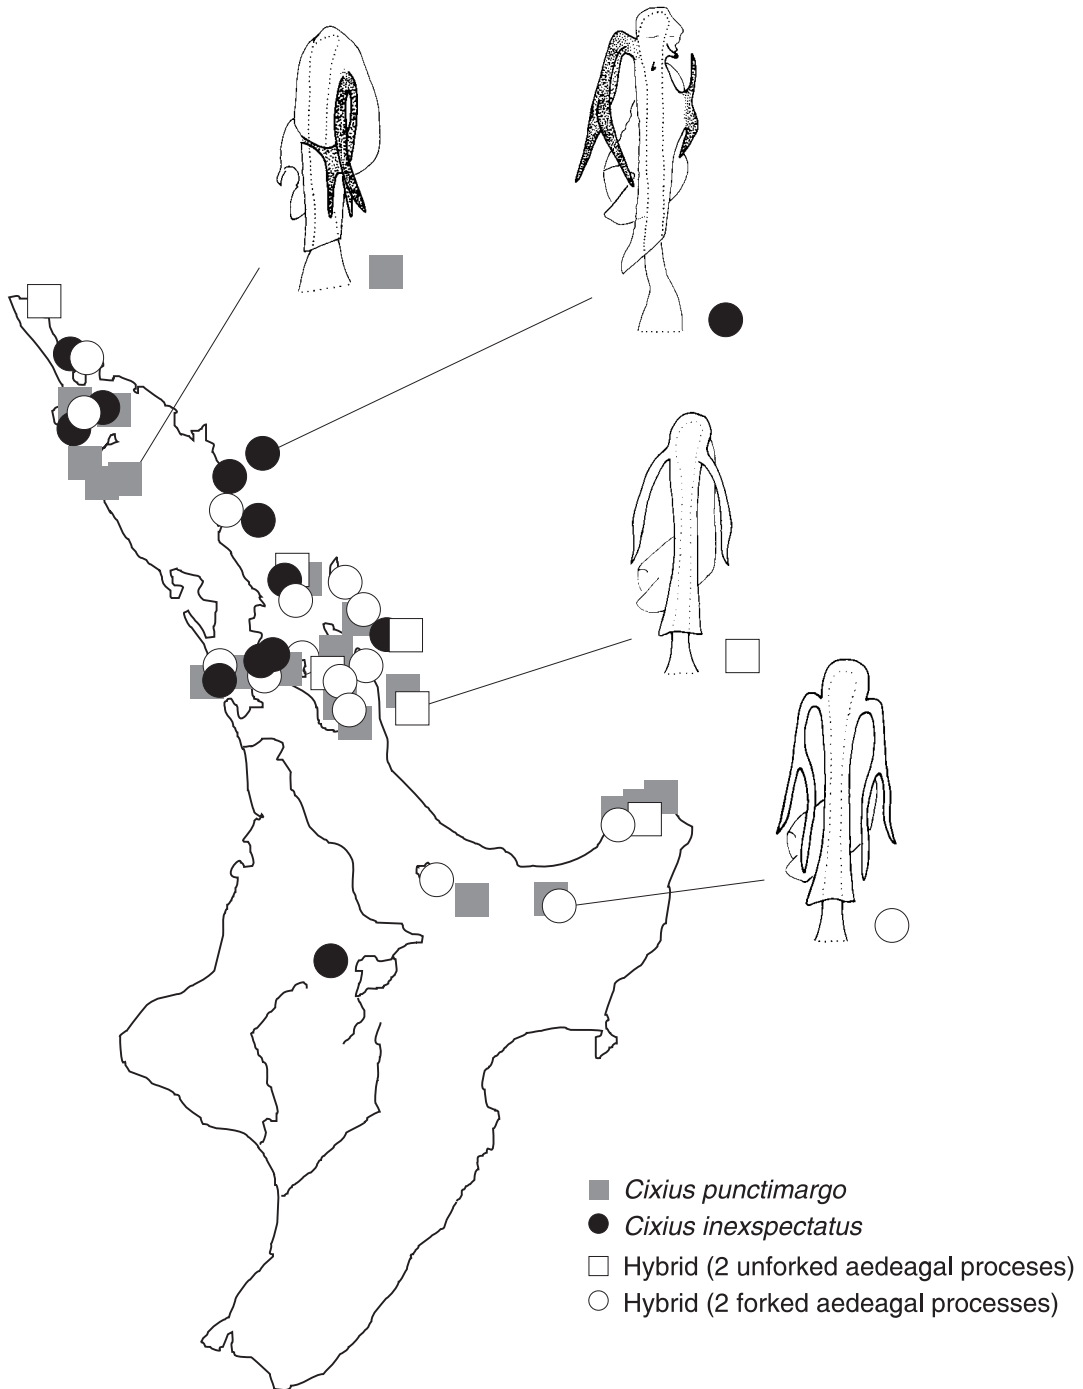 Cixius punctimargo
Cixius inexspectatus
Hybrid (2 unforked aedeagal proceses)
Hybrid (2 forked aedeagal processes)